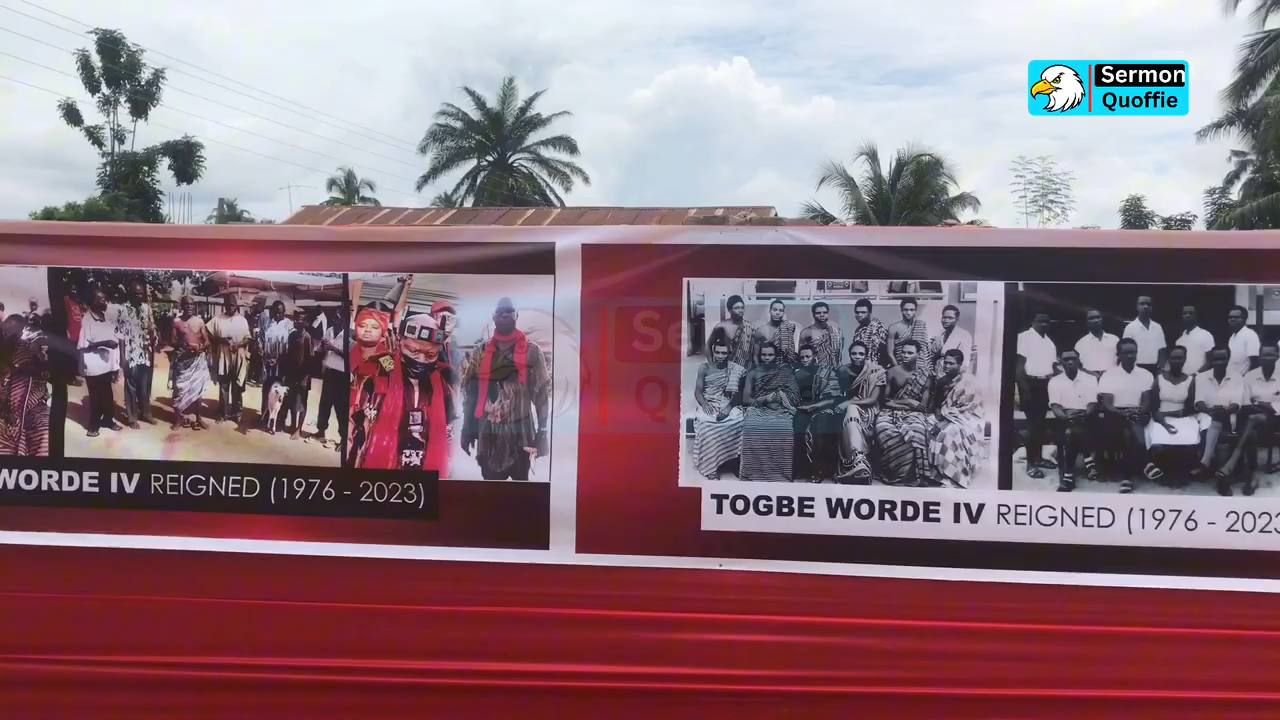 Sermon
Quoffie
WORDE IV REIGNED (1976 - 2023)
TOGBE WORDE IV REIGNED (1976 - 2023